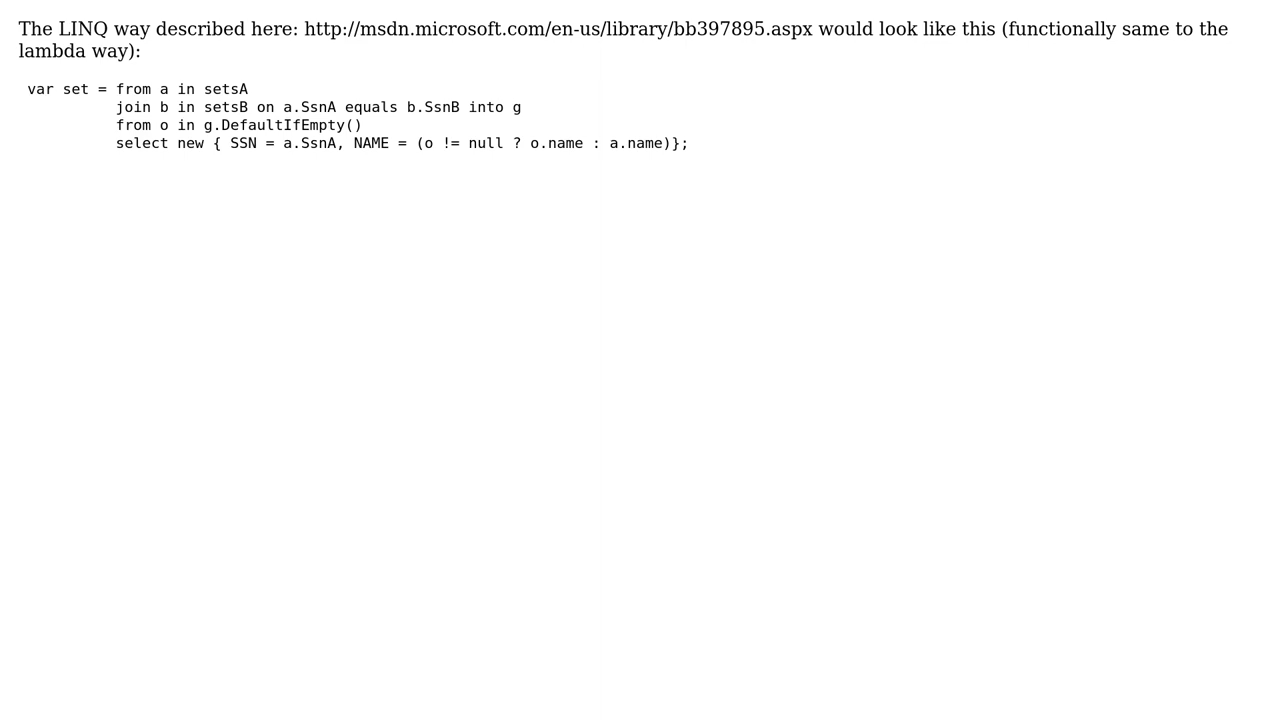 The LINQ way described here: http://msdn.microsoft.com/en-us/library/bb397895.aspx would look like this (functionally same to the
lambda way):
var set = from a in setsA
          join b in setsB on a.SsnA equals b.SsnB into g
          from o in g.DefaultIfEmpty()
          select new { SSN = a.SsnA, NAME = (o != null ? o.name : a.name)};